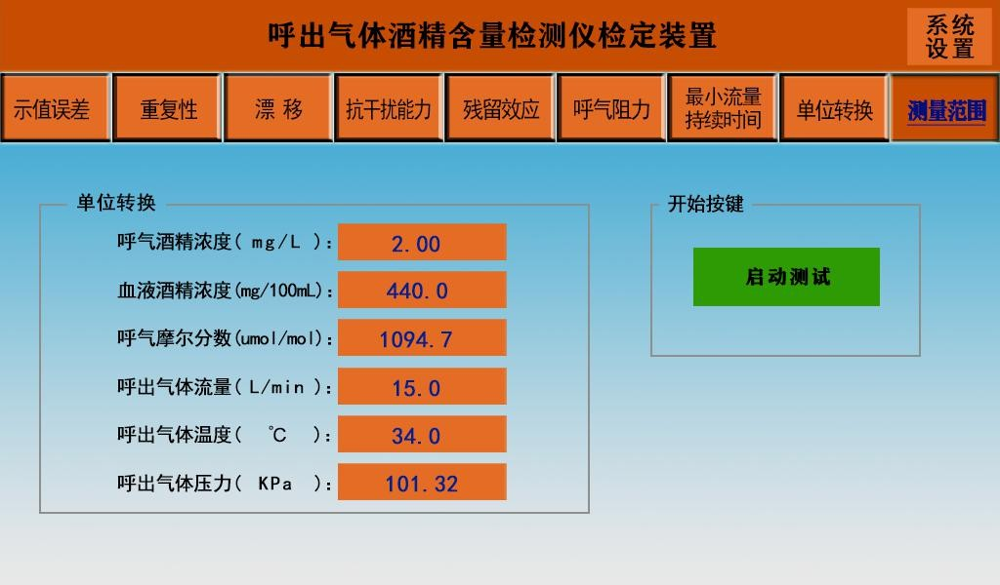 呼出气体酒精含量检测仪检定装置
系统
设置
示值误差
重复性
漂 移
抗干扰能力
残留效应
呼气阻力
最小流量
持续时间
单位转换
测量范围
单位转换
呼气酒精浓度( mg/L ): 2.00
血液酒精浓度(mg/100mL): 440.0
呼气摩尔分数(umol/mol): 1094.7
呼出气体流量( L/min ): 15.0
呼出气体温度( ℃ ): 34.0
呼出气体压力( KPa ): 101.32
开始按键
启动测试